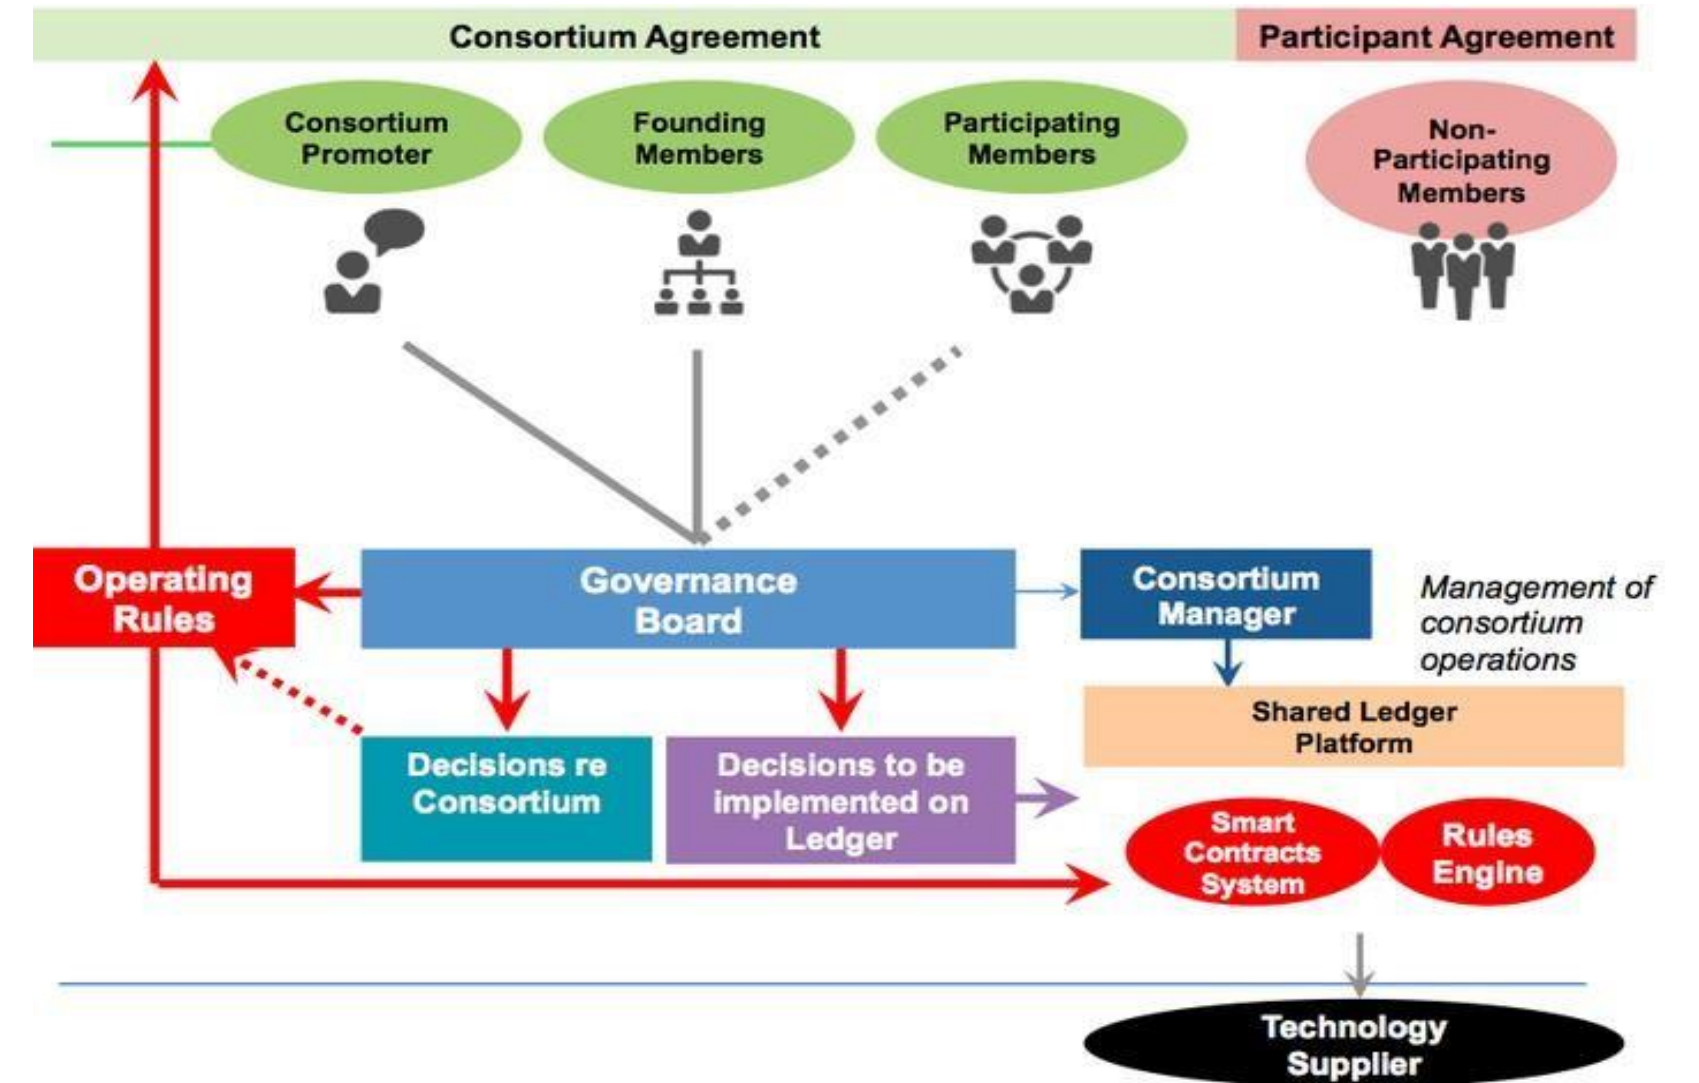 Consortium Agreement
Participant Agreement
Consortium
Promoter
Founding
Members
Participating
Members
Non-
Participating
Members
Operating
Rules
Governance
Board
Consortium
Manager
Management of
consortium
operations
Shared Ledger
Platform
Decisions re
Consortium
Decisions to be
implemented on
Ledger
Smart
Contracts
System
Rules
Engine
Technology
Supplier